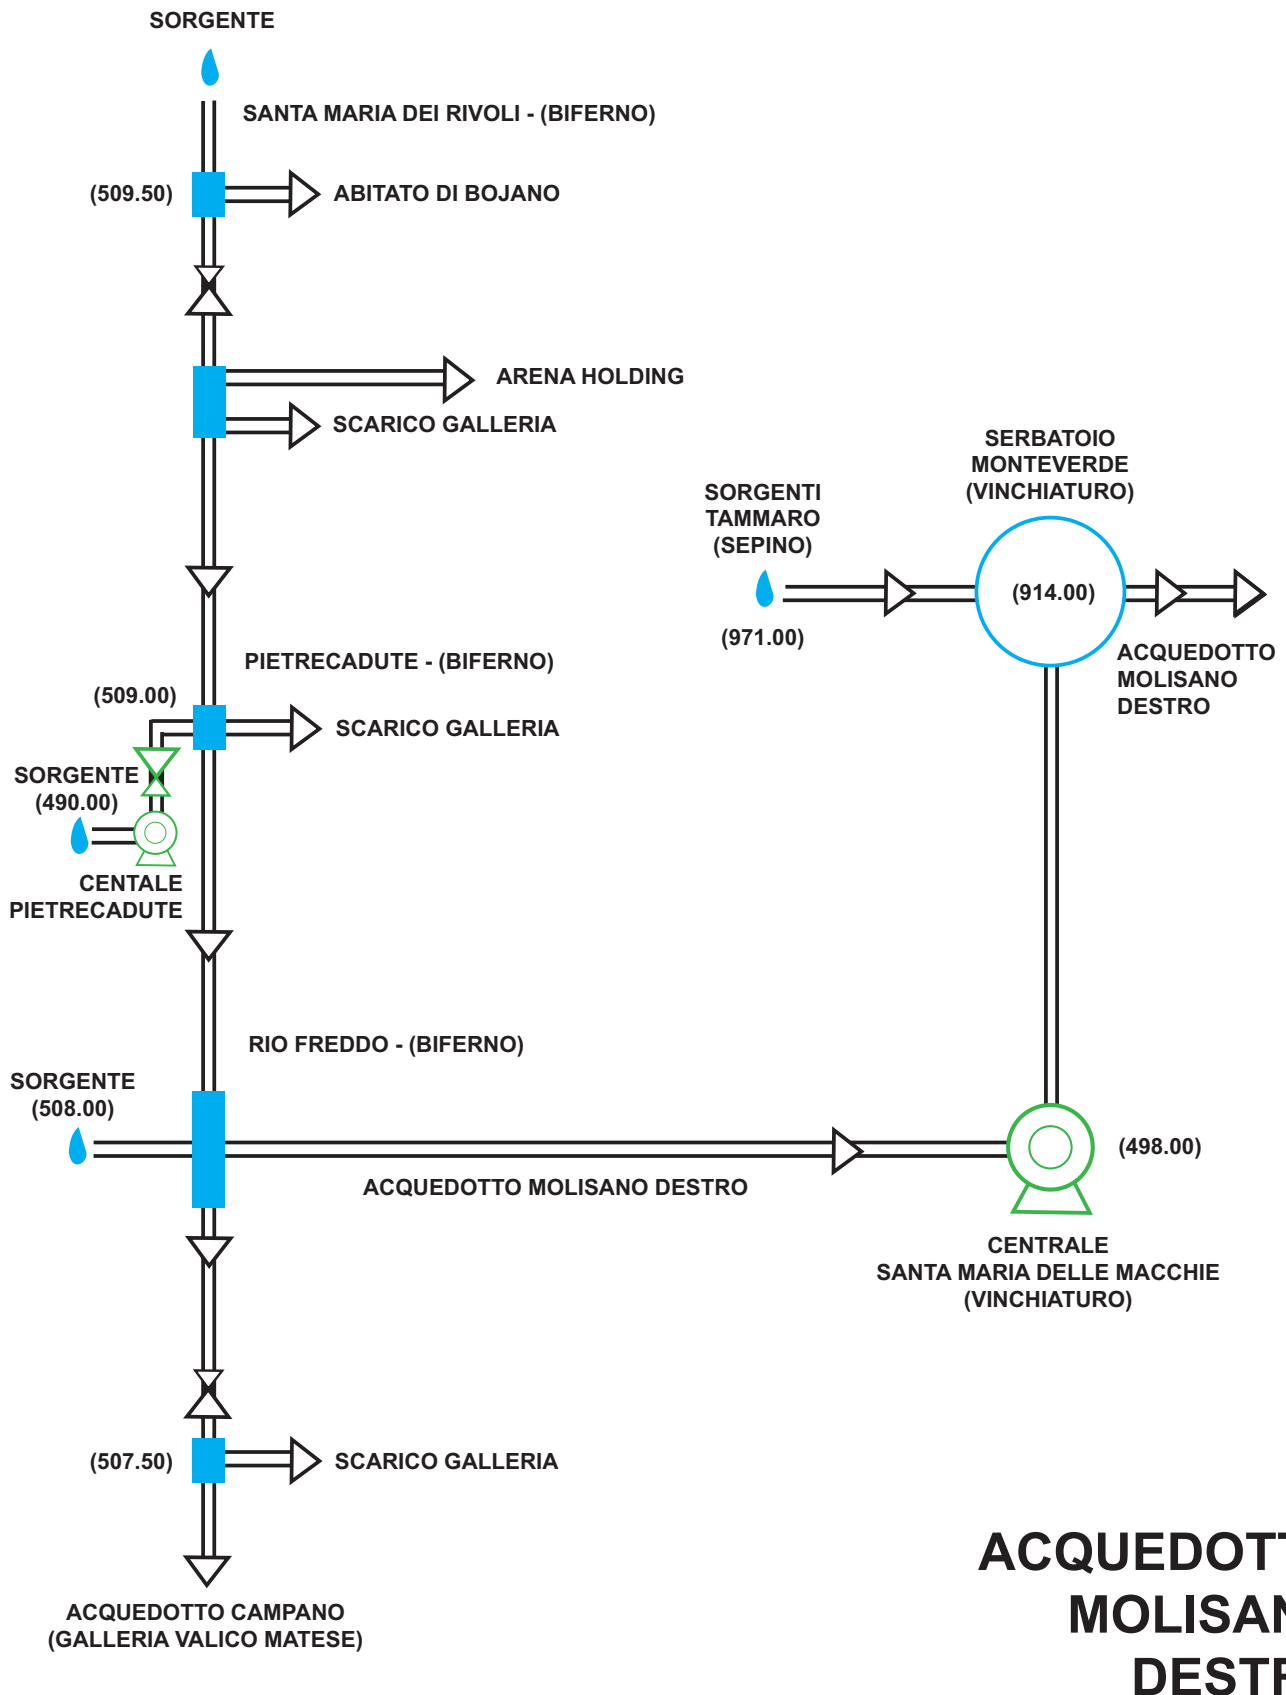 SORGENTE
SANTA MARIA DEI RIVOLI - (BIFERNO)
(509.50)
ABITATO DI BOJANO
ARENA HOLDING
SCARICO GALLERIA
SERBATOIO
MONTEVERDE
(VINCHIATURO)
SORGENTI
TAMMARO
(SEPINO)
(914.00)
(971.00)
ACQUEDOTTO
MOLISANO
DESTRO
PIETRECADUTE - (BIFERNO)
(509.00)
SCARICO GALLERIA
SORGENTE
(490.00)
CENTALE
PIETRECADUTE
RIO FREDDO - (BIFERNO)
SORGENTE
(508.00)
ACQUEDOTTO MOLISANO DESTRO
(498.00)
CENTRALE
SANTA MARIA DELLE MACCHIE
(VINCHIATURO)
(507.50)
SCARICO GALLERIA
ACQUEDOTTO CAMPANO
(GALLERIA VALICO MATESE)
ACQUEDOTT
MOLISAN
DESTR